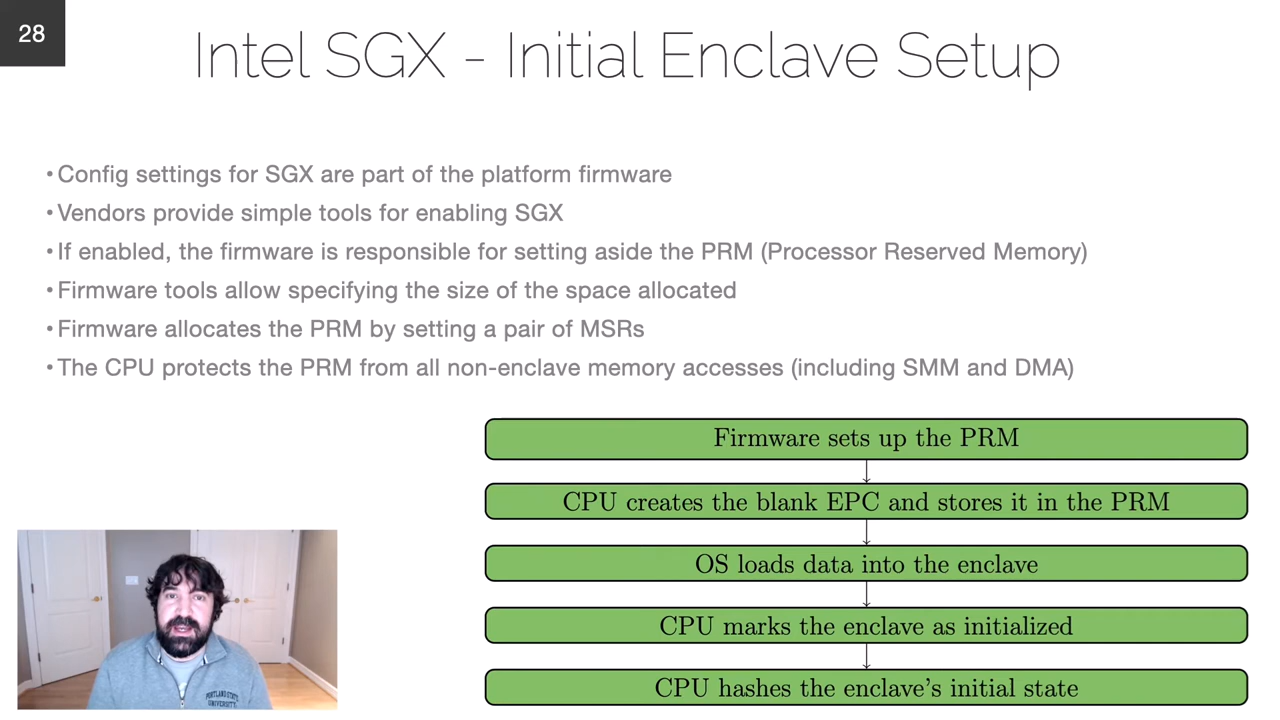 28
Intel SGX - Initial Enclave Setup
• Config settings for SGX are part of the platform firmware
• Vendors provide simple tools for enabling SGX
• If enabled, the firmware is responsible for setting aside the PRM (Processor Reserved Memory)
• Firmware tools allow specifying the size of the space allocated
• Firmware allocates the PRM by setting a pair of MSRs
• The CPU protects the PRM from all non-enclave memory accesses (including SMM and DMA)
Firmware sets up the PRM
CPU creates the blank EPC and stores it in the PRM
OS loads data into the enclave
CPU marks the enclave as initialized
CPU hashes the enclave's initial state
PORTLAND STATE
UNIVERSITY